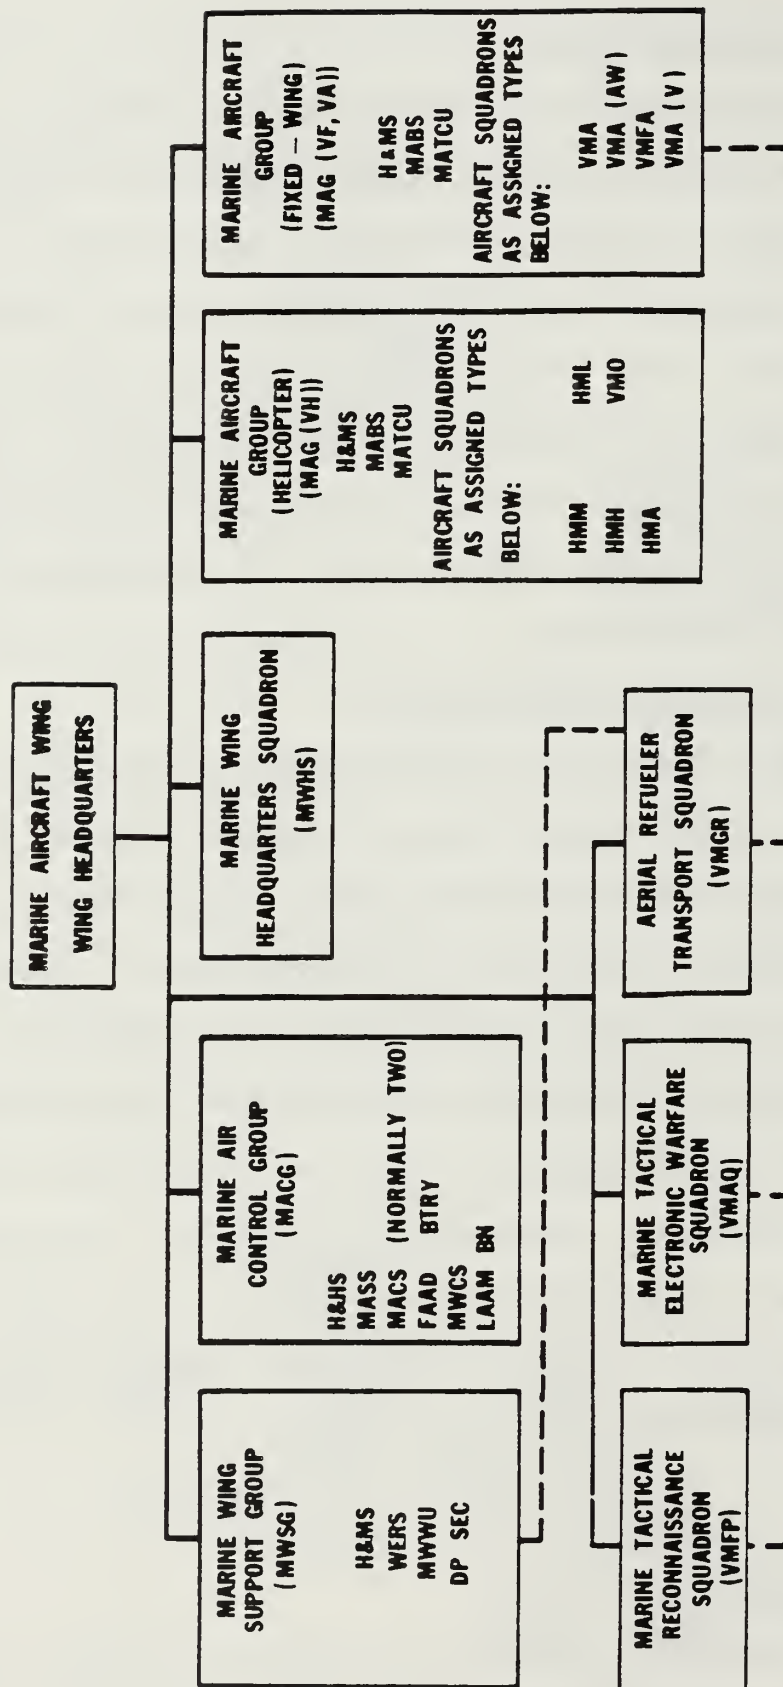 MARINE AIRCRAFT WING
WING HEADQUARTERS
MARINE WING
SUPPORT GROUP
(MWSG)
H&MS
WERS
MWWU
DP SEC
MARINE AIR
CONTROL GROUP
(MACG)
H&HS
MASS
MACS (NORMALLY TWO)
FAAD BTRY
MWCS
LAAM BN
MARINE WING
HEADQUARTERS SQUADRON
(MWHS)
MARINE AIRCRAFT
GROUP
(HELICOPTER)
(MAG (VH))
H&MS
MABS
MATCU
AIRCRAFT SQUADRONS
AS ASSIGNED TYPES
BELOW:
HMM HML
HMH VMO
HMA
MARINE AIRCRAFT
GROUP
(FIXED – WING)
(MAG (VF, VA))
H&MS
MABS
MATCU
AIRCRAFT SQUADRONS
AS ASSIGNED TYPES
BELOW:
VMA
VMA (AW)
VMFA
VMA (V)
MARINE TACTICAL
RECONNAISSANCE
SQUADRON
(VMFP)
MARINE TACTICAL
ELECTRONIC WARFARE
SQUADRON
(VMAQ)
AERIAL REFUELER
TRANSPORT SQUADRON
(VMGR)